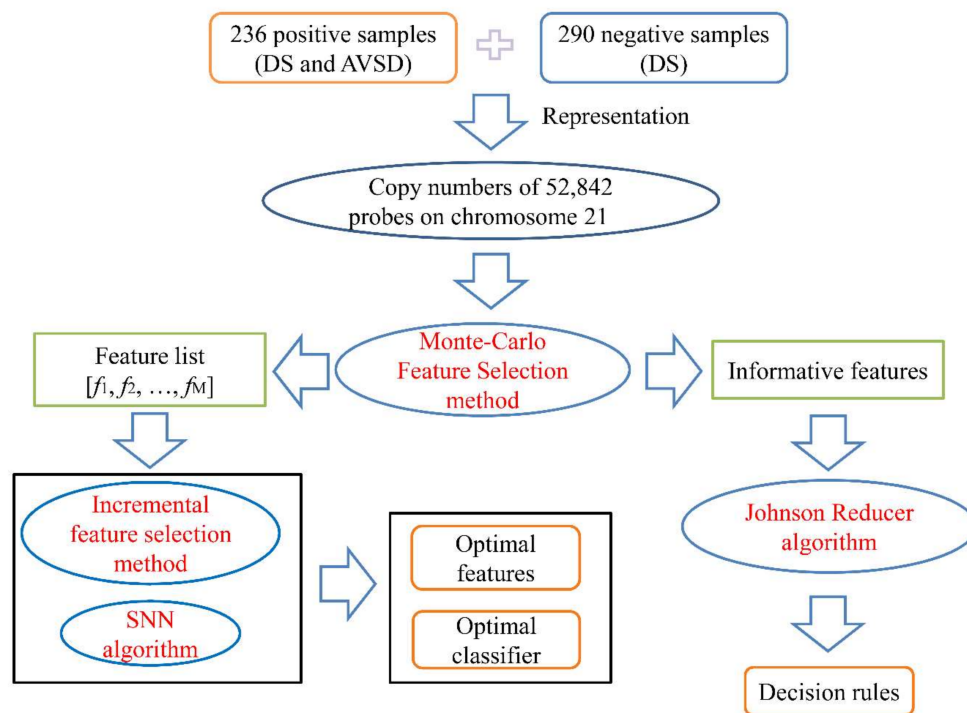 236 positive samples
(DS and AVSD)
290 negative samples
(DS)
Representation
Copy numbers of 52,842
probes on chromosome 21
Monte-Carlo
Feature Selection
method
Feature list
[f1, f2, …, fM]
Informative features
Incremental
feature selection
method
SNN
algorithm
Optimal
features
Optimal
classifier
Johnson Reducer
algorithm
Decision rules